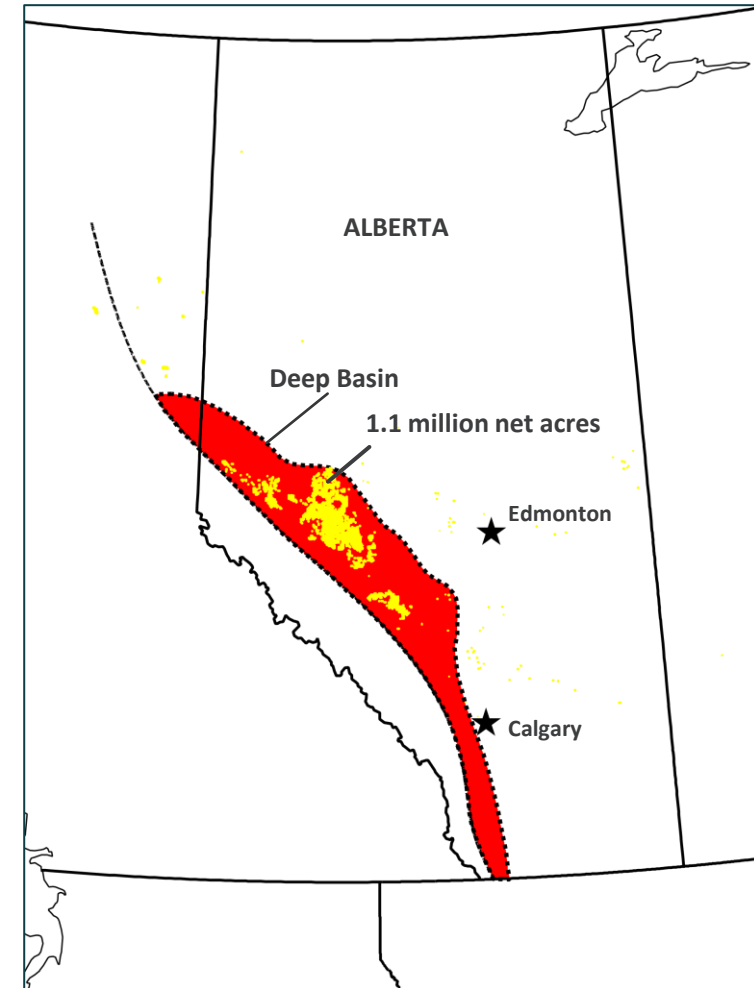 ALBERTA
Deep Basin
1.1 million net acres
Edmonton
Calgary